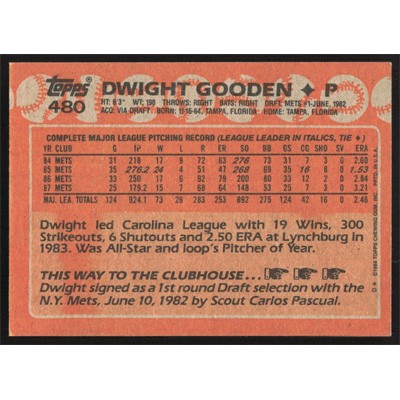 Topps
480
DWIGHT GOODEN ✦ P
HT: 6'3" WT: 198 THROWS: RIGHT BATS: RIGHT DRAFT: METS #1-JUNE, 1982
ACQ: VIA DRAFT BORN: 11-16-64, TAMPA, FLORIDA HOME: TAMPA, FLORIDA
COMPLETE MAJOR LEAGUE PITCHING RECORD (LEAGUE LEADER IN ITALICS, TIE ✦)
YR CLUB G IP W L R ER SO BB GS CG SHO SV ERA
84 METS 31 218 17 9 72 63 276 73 31 7 3 0 2.60
85 METS 35 276.2 24 4 51 47 268 69 35 16 8 0 1.53
86 METS 33 250 17 6 92 79 200 80 33 12 2 0 2.84
87 METS 25 179.2 15 7 68 64 148 53 25 7 3 0 3.21
MAJ. LEA. TOTALS 124 924.1 73 26 283 253 892 275 124 42 16 0 2.46
Dwight led Carolina League with 19 Wins, 300
Strikeouts, 6 Shutouts and 2.50 ERA at Lynchburg in
1983. Was All-Star and loop's Pitcher of Year.
THIS WAY TO THE CLUBHOUSE...
Dwight signed as a 1st round Draft selection with the
N.Y. Mets, June 10, 1982 by Scout Carlos Pascual.
©1988 TOPPS CHEWING GUM, INC. PRTD. IN U.S.A.
D✻